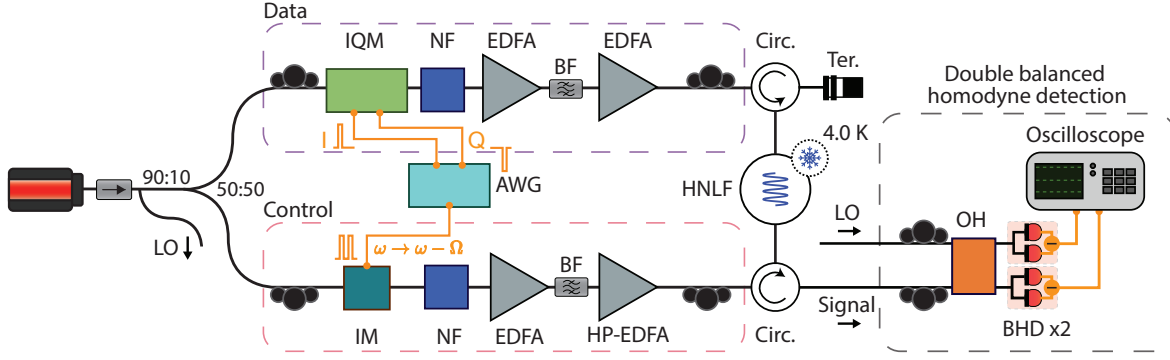 Data
IQM
NF
EDFA
BF
EDFA
Circ.
Ter.
I
Q
AWG
90:10
50:50
LO
Control
ω → ω − Ω
IM
NF
EDFA
BF
HP-EDFA
Circ.
HNLF
4.0 K
Double balanced
homodyne detection
Oscilloscope
LO
OH
Signal
BHD x2